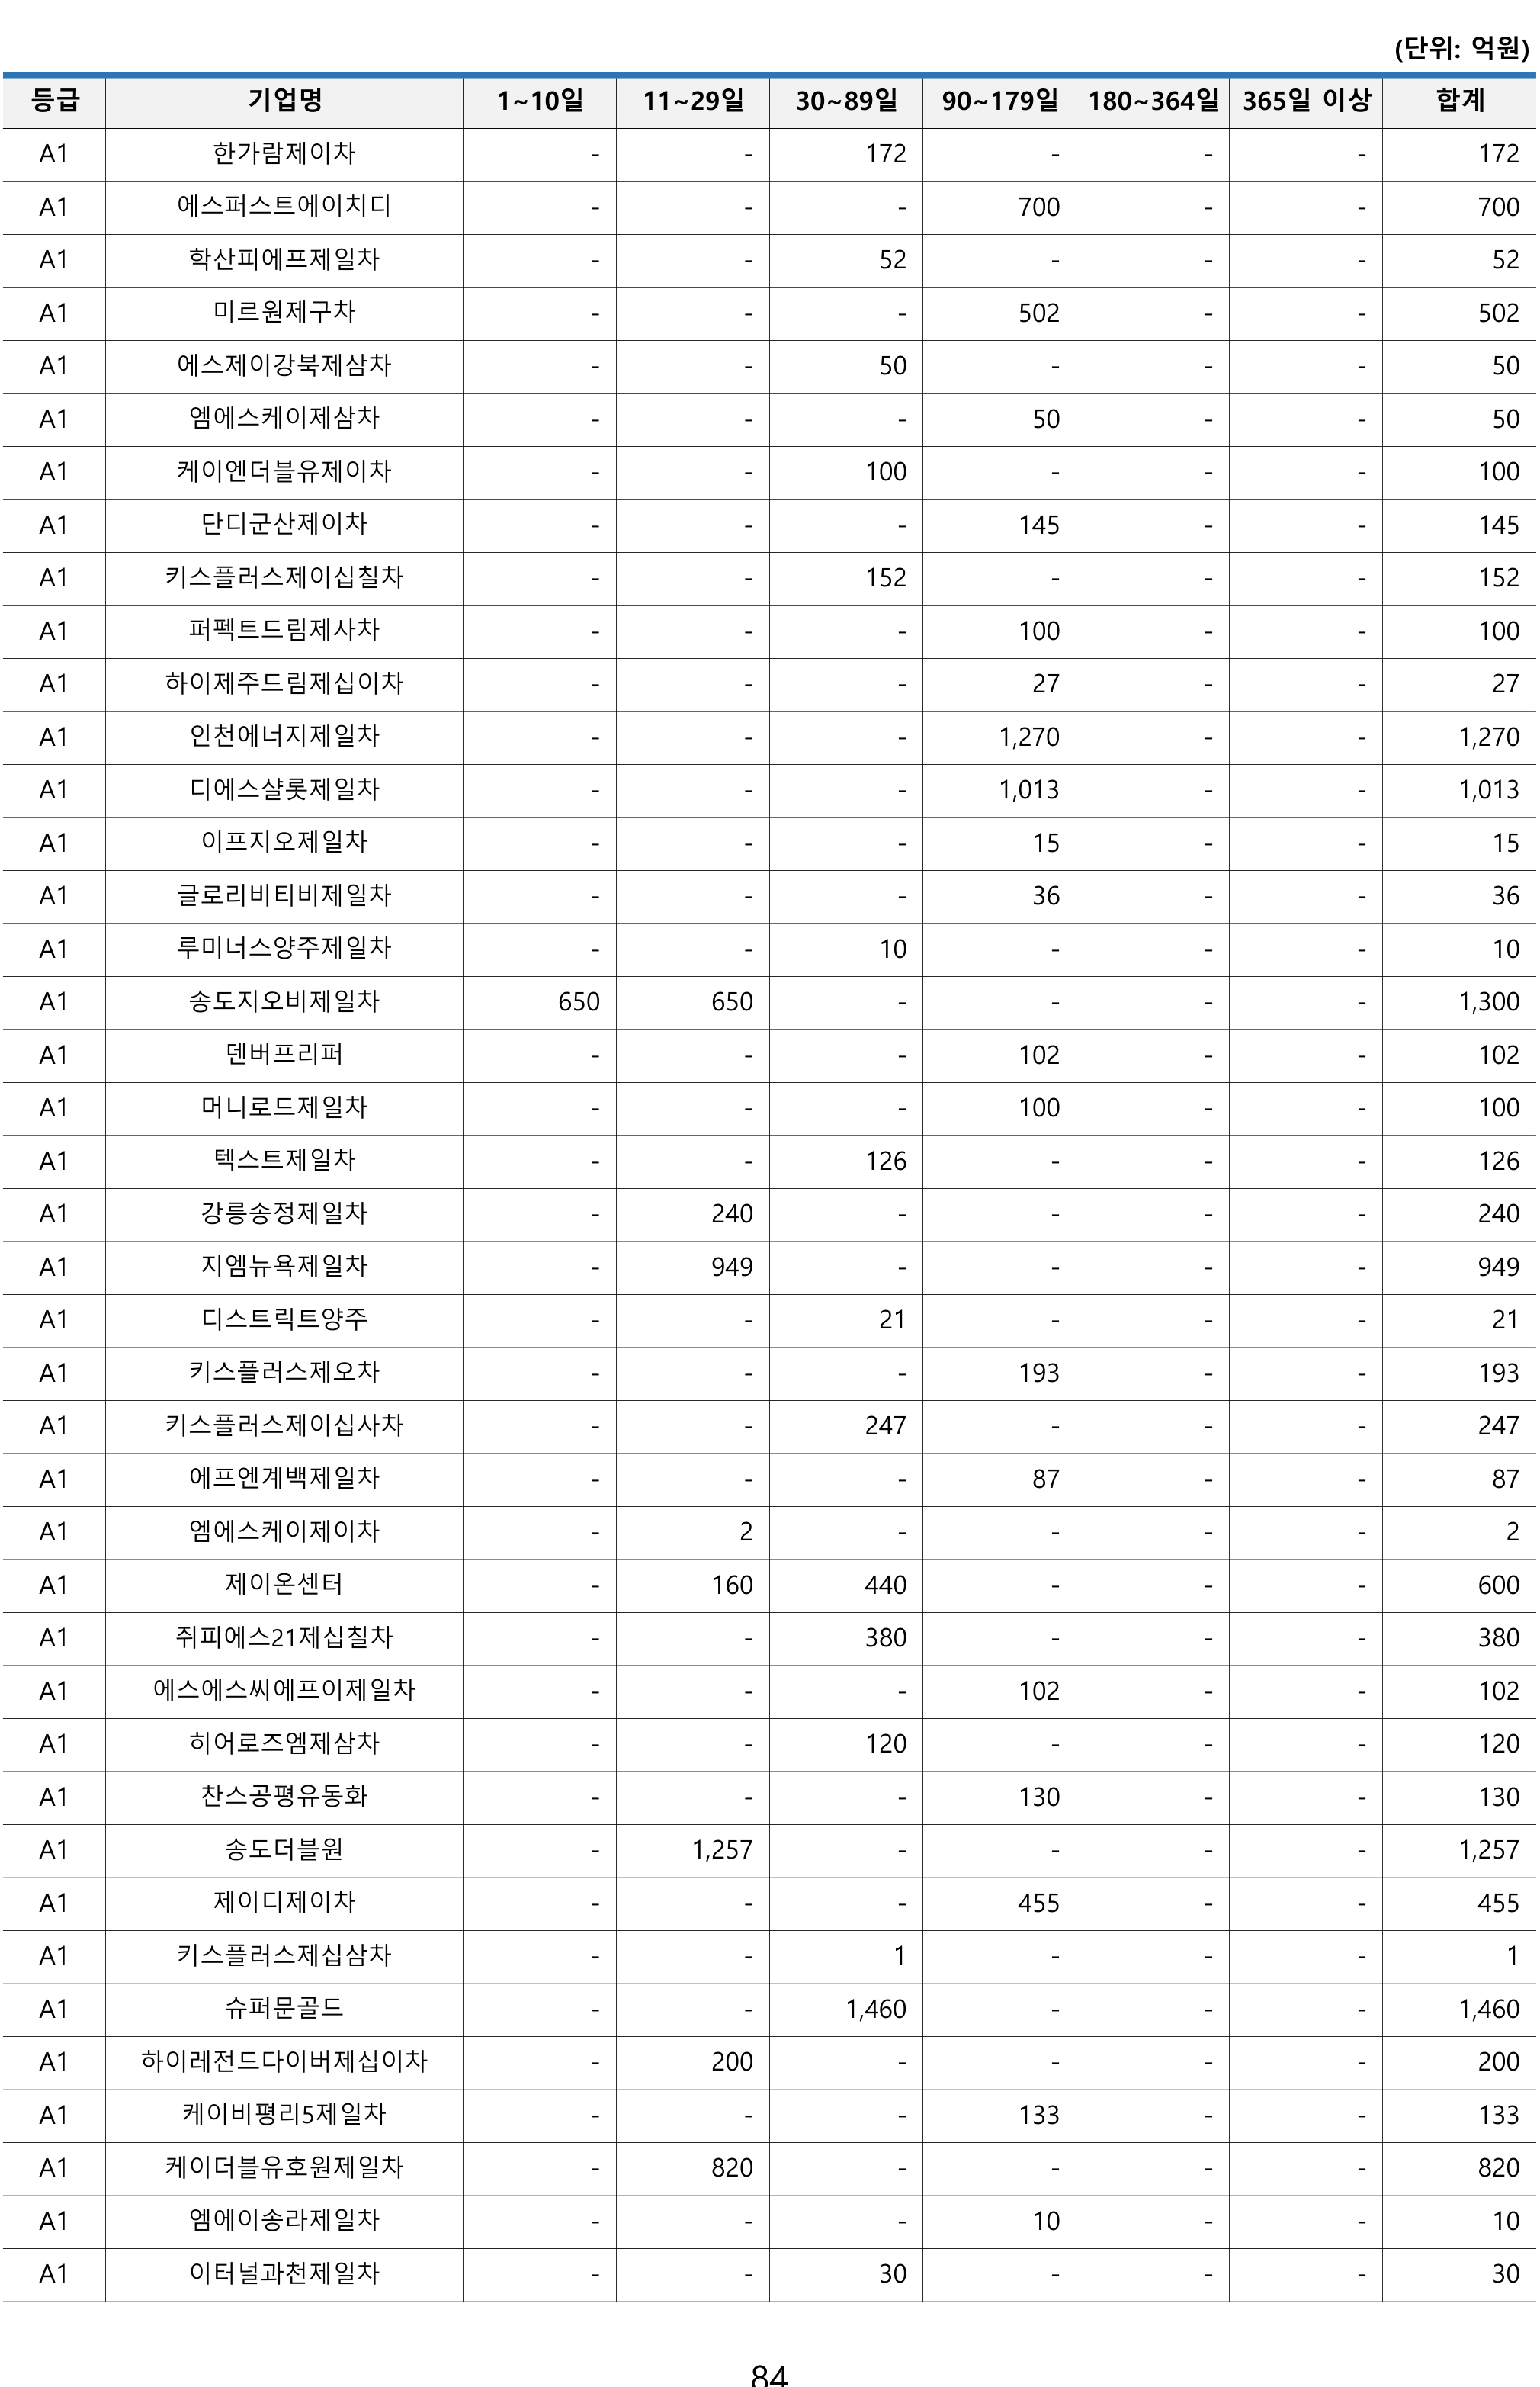 (단위: 억원)
등급 기업명 1~10일 11~29일 30~89일 90~179일 180~364일 365일 이상 합계
A1 한가람제이차 - - 172 - - - 172
A1 에스퍼스트에이치디 - - - 700 - - 700
A1 학산피에프제일차 - - 52 - - - 52
A1 미르원제구차 - - - 502 - - 502
A1 에스제이강북제삼차 - - 50 - - - 50
A1 엠에스케이제삼차 - - - 50 - - 50
A1 케이엔더블유제이차 - - 100 - - - 100
A1 단디군산제이차 - - - 145 - - 145
A1 키스플러스제이십칠차 - - 152 - - - 152
A1 퍼펙트드림제사차 - - - 100 - - 100
A1 하이제주드림제십이차 - - - 27 - - 27
A1 인천에너지제일차 - - - 1,270 - - 1,270
A1 디에스샬롯제일차 - - - 1,013 - - 1,013
A1 이프지오제일차 - - - 15 - - 15
A1 글로리비티비제일차 - - - 36 - - 36
A1 루미너스양주제일차 - - 10 - - - 10
A1 송도지오비제일차 650 650 - - - - 1,300
A1 덴버프리퍼 - - - 102 - - 102
A1 머니로드제일차 - - - 100 - - 100
A1 텍스트제일차 - - 126 - - - 126
A1 강릉송정제일차 - 240 - - - - 240
A1 지엠뉴욕제일차 - 949 - - - - 949
A1 디스트릭트양주 - - 21 - - - 21
A1 키스플러스제오차 - - - 193 - - 193
A1 키스플러스제이십사차 - - 247 - - - 247
A1 에프엔계백제일차 - - - 87 - - 87
A1 엠에스케이제이차 - 2 - - - - 2
A1 제이온센터 - 160 440 - - - 600
A1 쥐피에스21제십칠차 - - 380 - - - 380
A1 에스에스씨에프이제일차 - - - 102 - - 102
A1 히어로즈엠제삼차 - - 120 - - - 120
A1 찬스공평유동화 - - - 130 - - 130
A1 송도더블원 - 1,257 - - - - 1,257
A1 제이디제이차 - - - 455 - - 455
A1 키스플러스제십삼차 - - 1 - - - 1
A1 슈퍼문골드 - - 1,460 - - - 1,460
A1 하이레전드다이버제십이차 - 200 - - - - 200
A1 케이비평리5제일차 - - - 133 - - 133
A1 케이더블유호원제일차 - 820 - - - - 820
A1 엠에이송라제일차 - - - 10 - - 10
A1 이터널과천제일차 - - 30 - - - 30
84